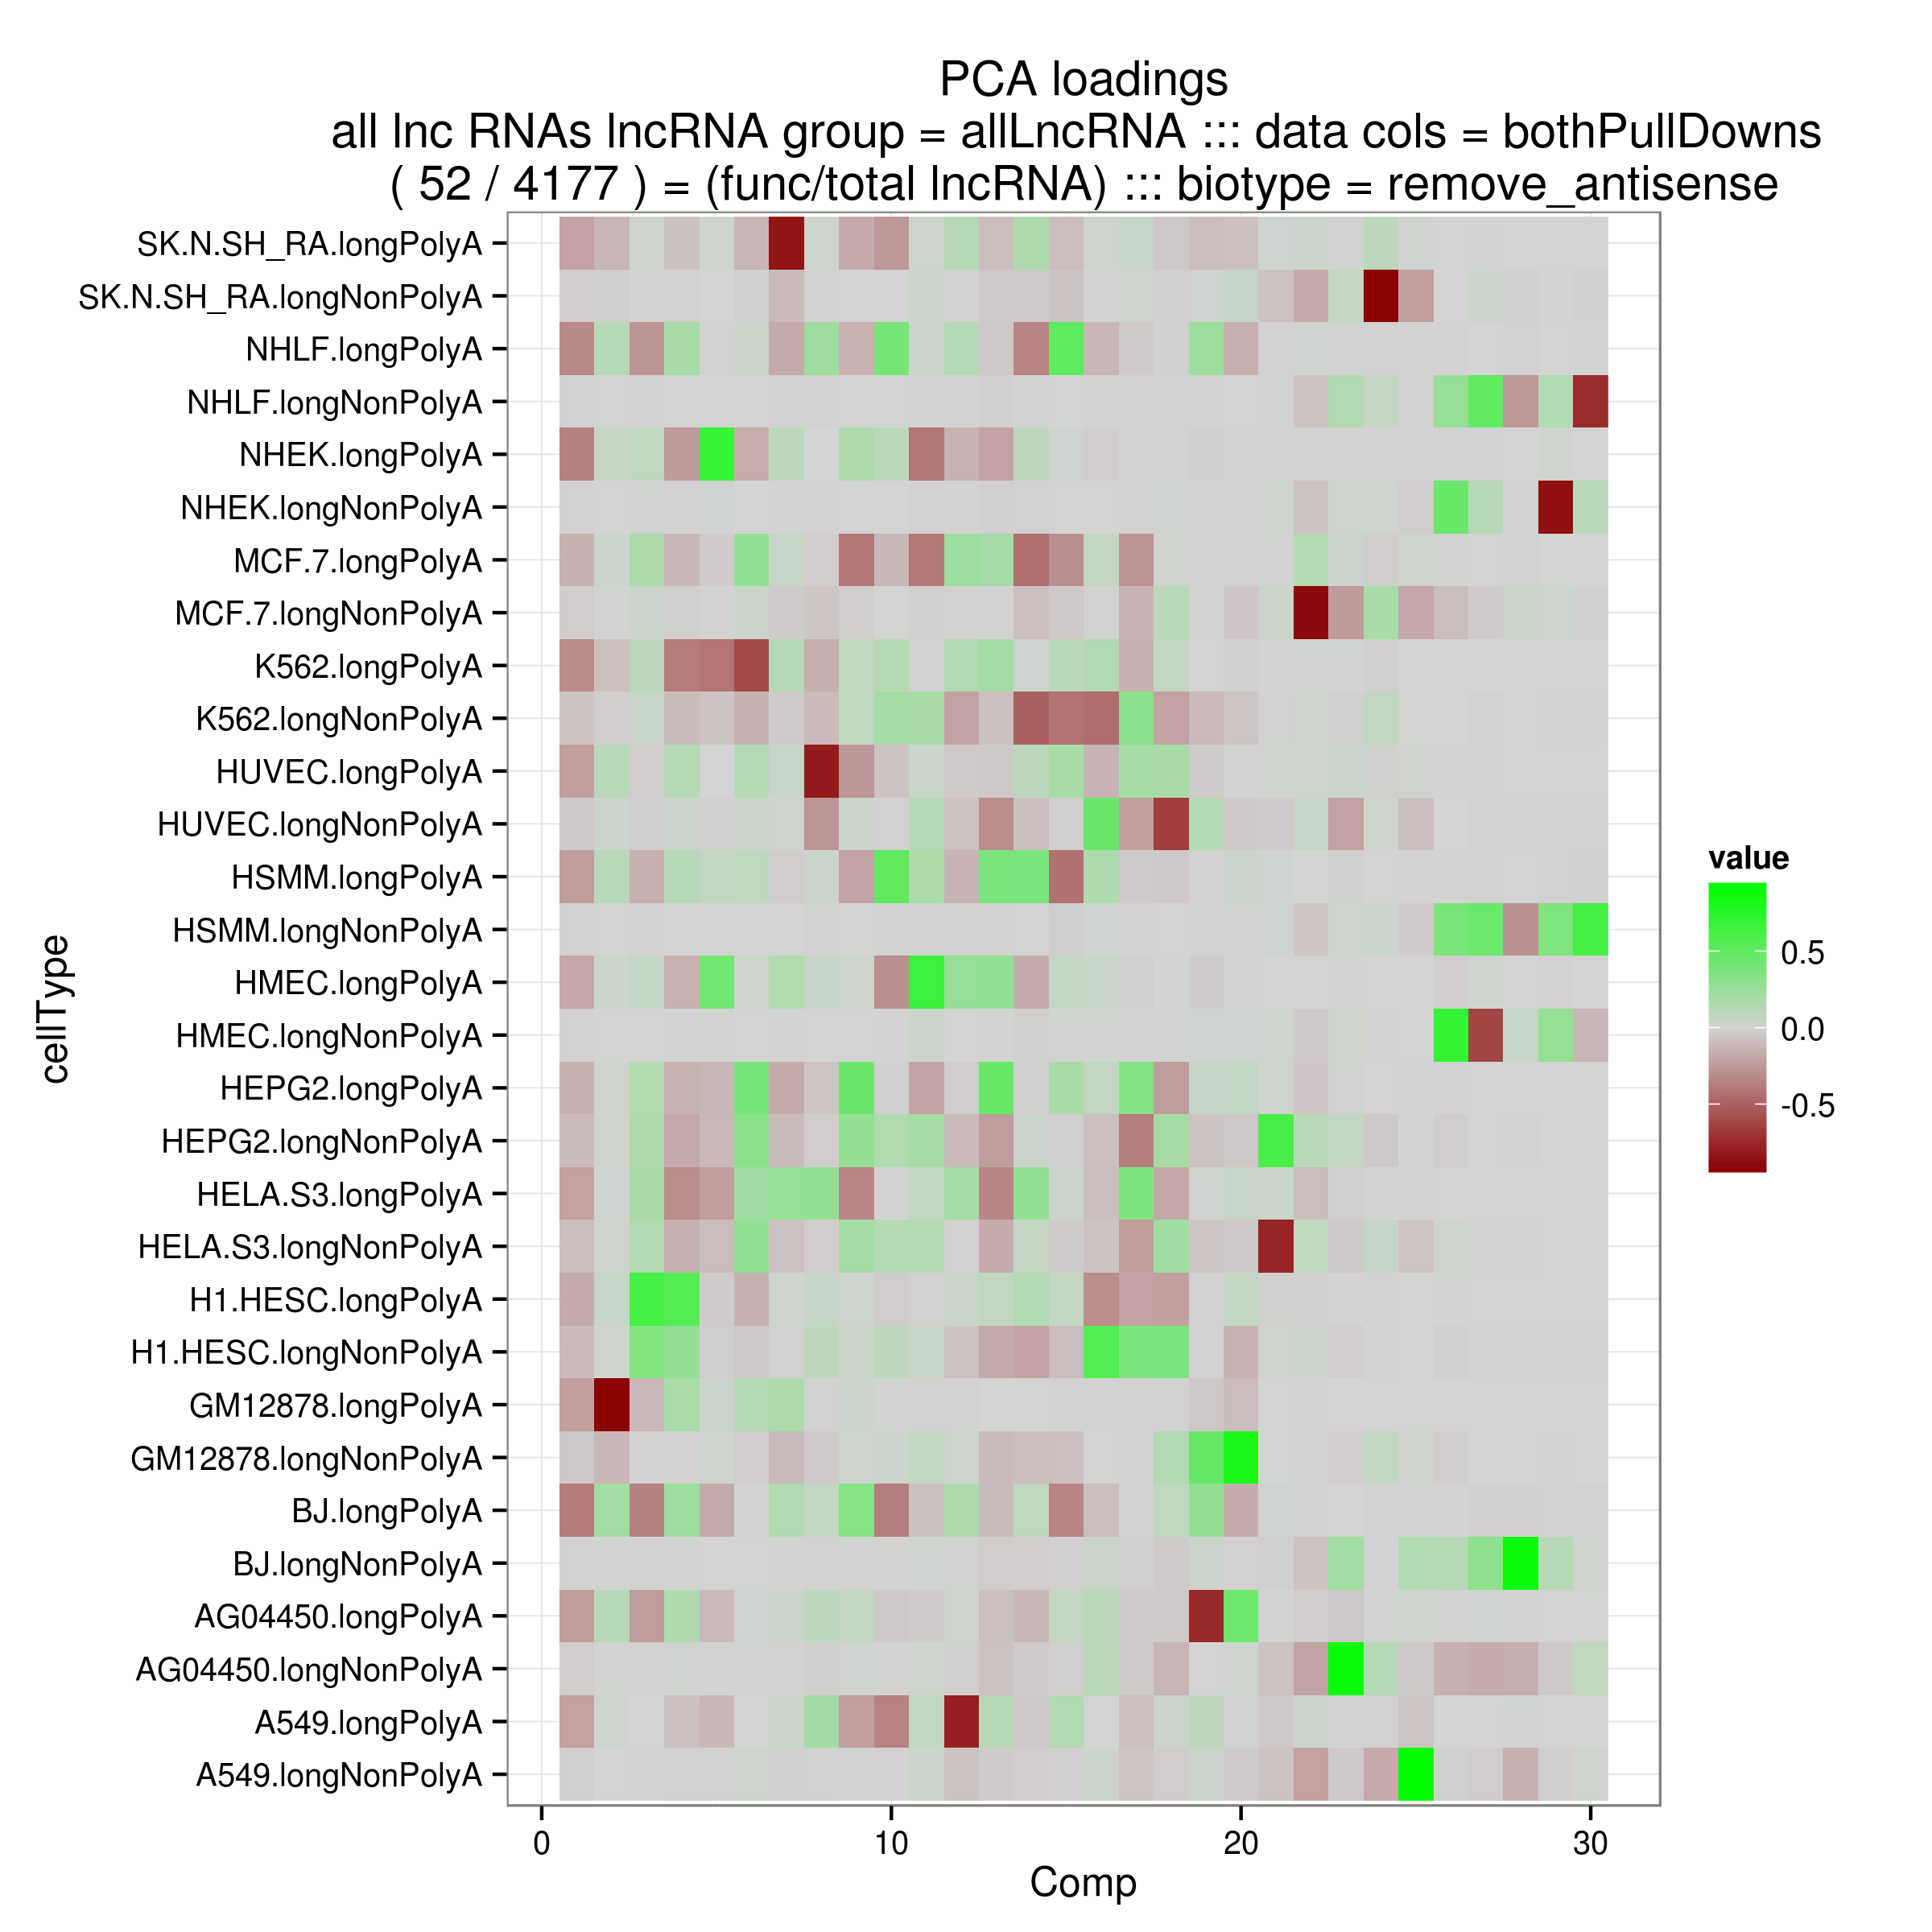 PCA loadings
all lnc RNAs lncRNA group = allLncRNA ::: data cols = bothPullDowns
( 52 / 4177 ) = (func/total lncRNA) ::: biotype = remove_antisense
SK.N.SH_RA.longPolyA
SK.N.SH_RA.longNonPolyA
NHLF.longPolyA
NHLF.longNonPolyA
NHEK.longPolyA
NHEK.longNonPolyA
MCF.7.longPolyA
MCF.7.longNonPolyA
K562.longPolyA
K562.longNonPolyA
HUVEC.longPolyA
HUVEC.longNonPolyA
HSMM.longPolyA
HSMM.longNonPolyA
HMEC.longPolyA
HMEC.longNonPolyA
HEPG2.longPolyA
HEPG2.longNonPolyA
HELA.S3.longPolyA
HELA.S3.longNonPolyA
H1.HESC.longPolyA
H1.HESC.longNonPolyA
GM12878.longPolyA
GM12878.longNonPolyA
BJ.longPolyA
BJ.longNonPolyA
AG04450.longPolyA
AG04450.longNonPolyA
A549.longPolyA
A549.longNonPolyA
cellType
0 10 20 30
Comp
value
0.5
0.0
-0.5